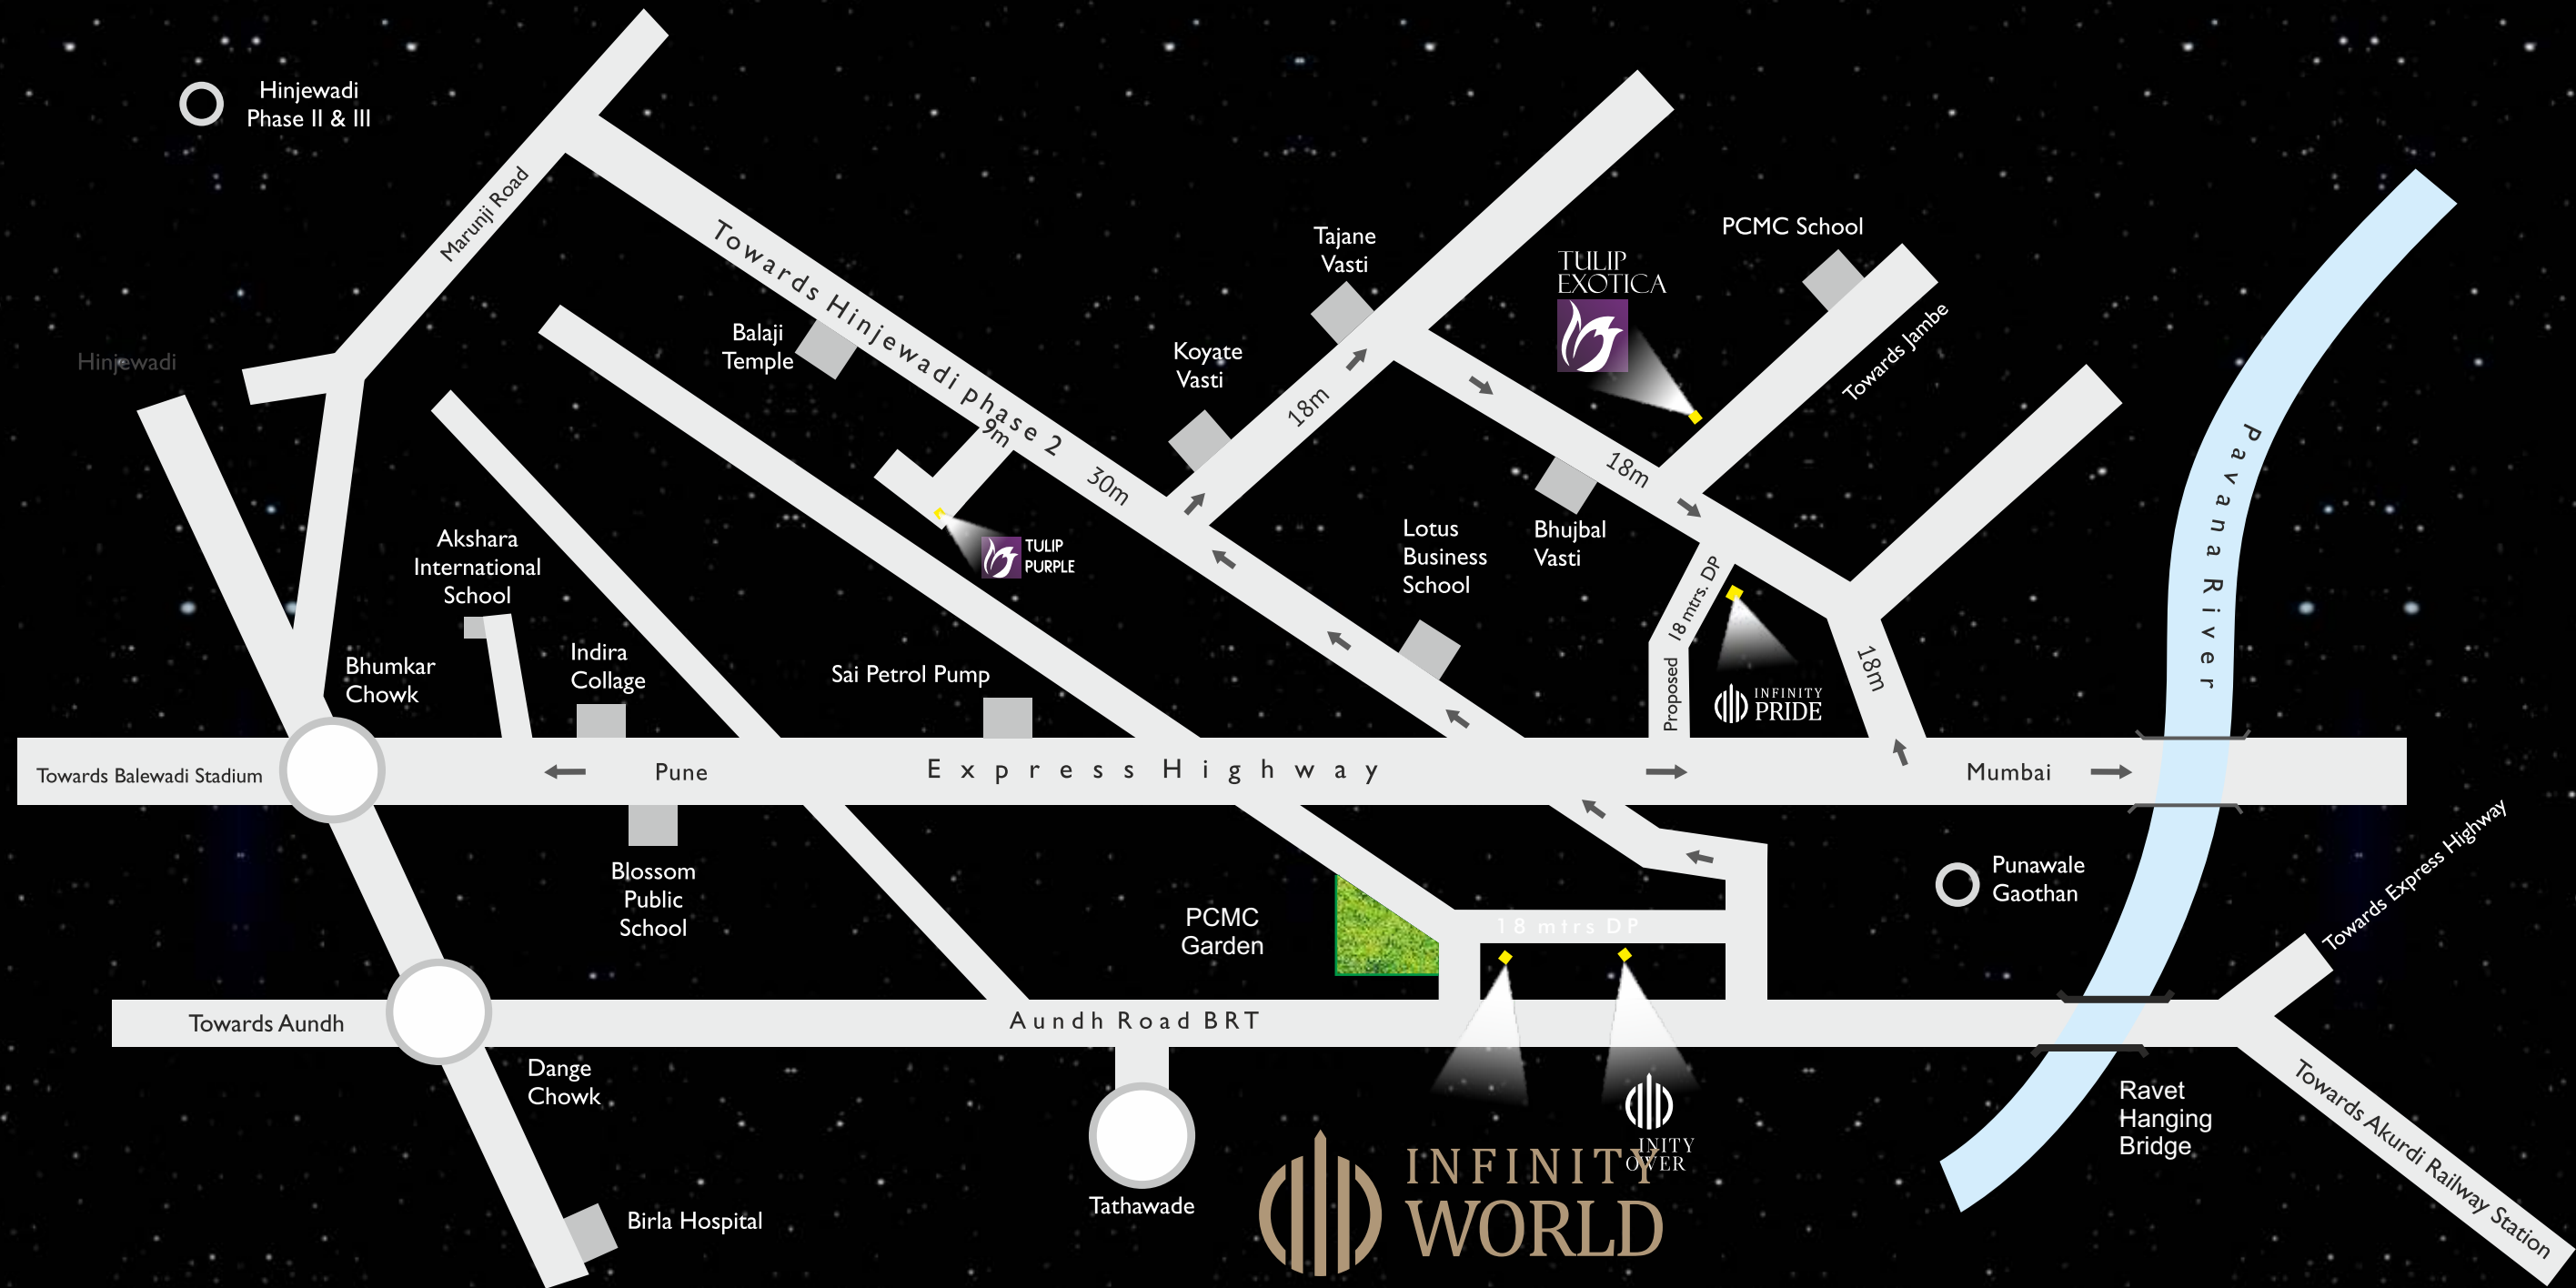 Hinjewadi
Phase II & III
Marunji Road
Towards Hinjewadi phase 2
Tajane
Vasti
TULIP
EXOTICA
PCMC School
Towards Jambe
Hinjewadi
Balaji
Temple
Koyate
Vasti
18m
9m
30m
18m
Pavana River
TULIP
PURPLE
Akshara
International
School
Lotus
Business
School
Bhujbal
Vasti
18 mtrs. DP
Proposed
18m
Bhumkar
Chowk
Indira
Collage
Sai Petrol Pump
INFINITY
PRIDE
Towards Balewadi Stadium
Pune
Express Highway
Mumbai
Blossom
Public
School
PCMC
Garden
18 mtrs DP
Punawale
Gaothan
Towards Express Highway
Towards Aundh
Aundh Road BRT
Dange
Chowk
Ravet
Hanging
Bridge
Towards Akurdi Railway Station
Tathawade
Birla Hospital
INITY
OWER
INFINITY
WORLD